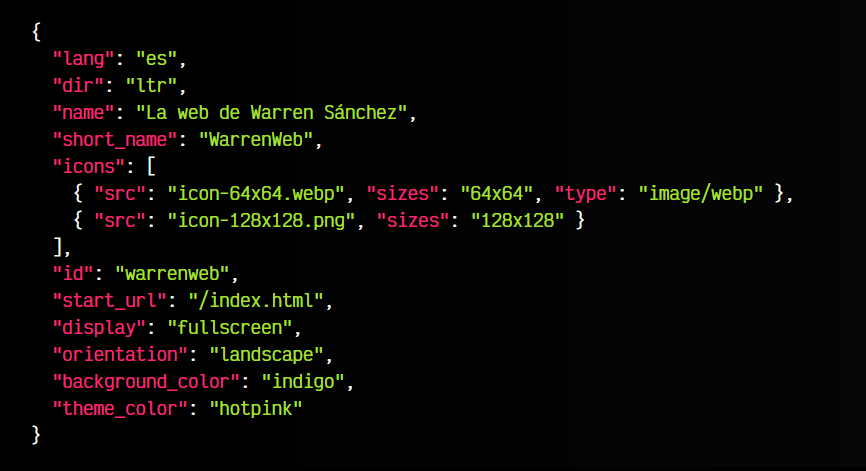 {
  "lang": "es",
  "dir": "ltr",
  "name": "La web de Warren Sánchez",
  "short_name": "WarrenWeb",
  "icons": [
    { "src": "icon-64x64.webp", "sizes": "64x64", "type": "image/webp" },
    { "src": "icon-128x128.png", "sizes": "128x128" }
  ],
  "id": "warrenweb",
  "start_url": "/index.html",
  "display": "fullscreen",
  "orientation": "landscape",
  "background_color": "indigo",
  "theme_color": "hotpink"
}